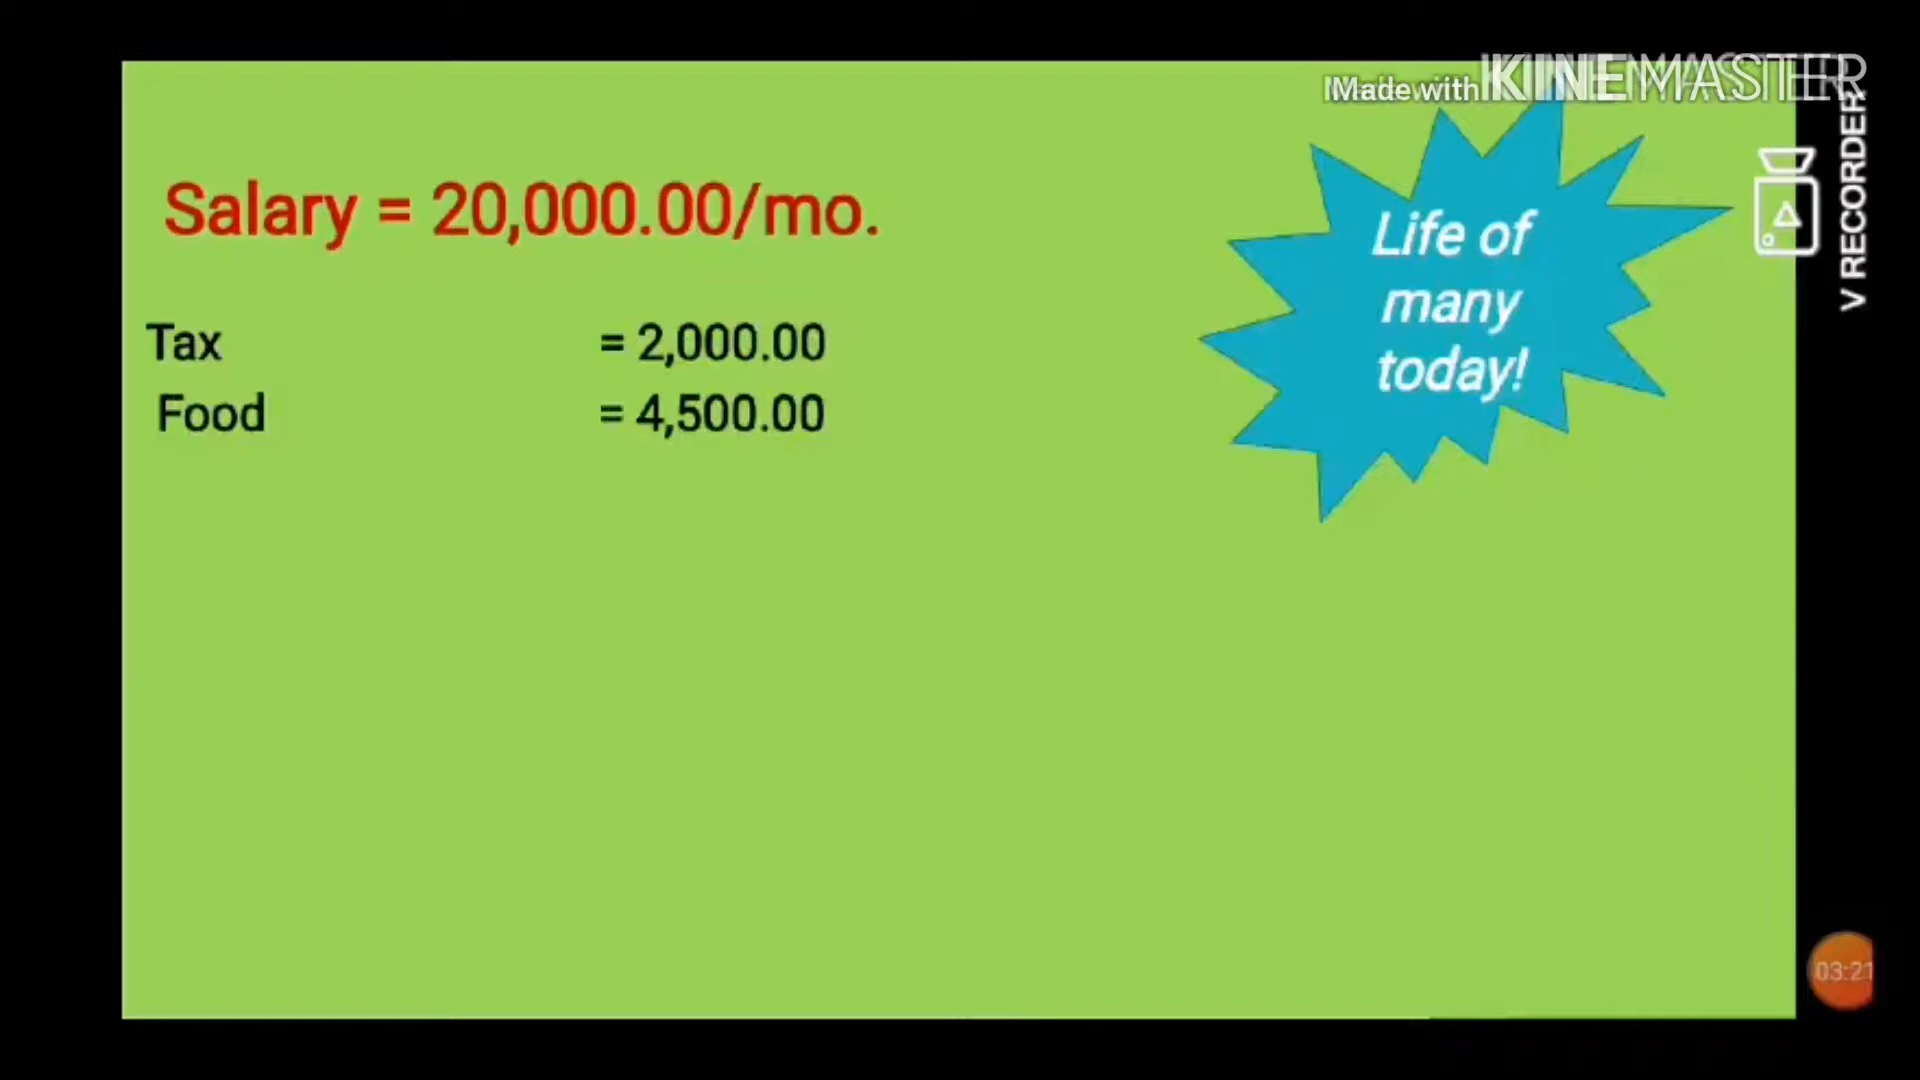 Made with KINEMASTER
V RECORDER
Salary = 20,000.00/mo.
Life of
many
today!
Tax = 2,000.00
Food = 4,500.00
03:21